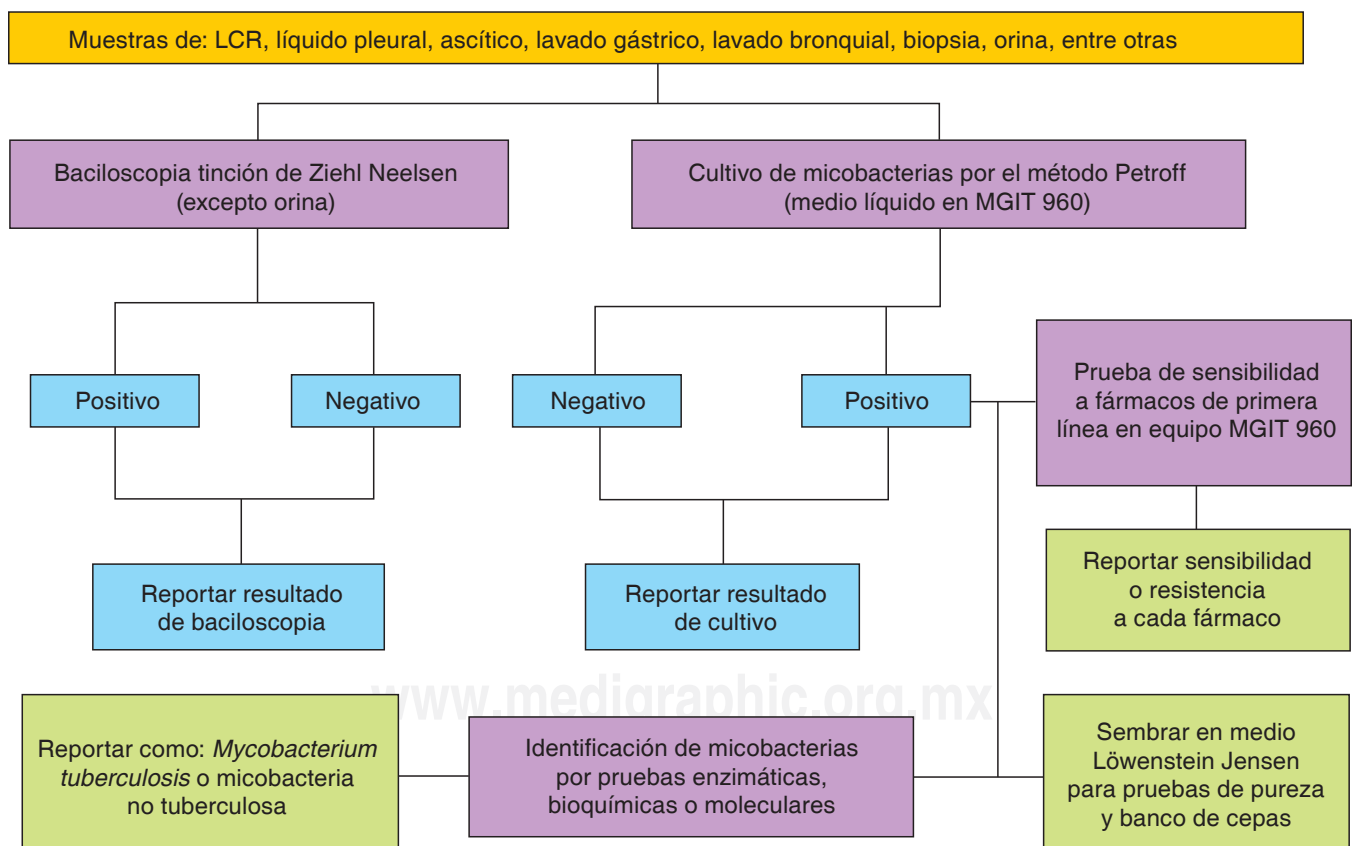 Muestras de: LCR, líquido pleural, ascítico, lavado gástrico, lavado bronquial, biopsia, orina, entre otras
Baciloscopia tinción de Ziehl Neelsen
(excepto orina)
Cultivo de micobacterias por el método Petroff
(medio líquido en MGIT 960)
Positivo
Negativo
Negativo
Positivo
Prueba de sensibilidad
a fármacos de primera
línea en equipo MGIT 960
Reportar resultado
de baciloscopia
Reportar resultado
de cultivo
Reportar sensibilidad
o resistencia
a cada fármaco
www.medigraphic.org.mx
Reportar como: Mycobacterium
tuberculosis o micobacteria
no tuberculosa
Identificación de micobacterias
por pruebas enzimáticas,
bioquímicas o moleculares
Sembrar en medio
Löwenstein Jensen
para pruebas de pureza
y banco de cepas